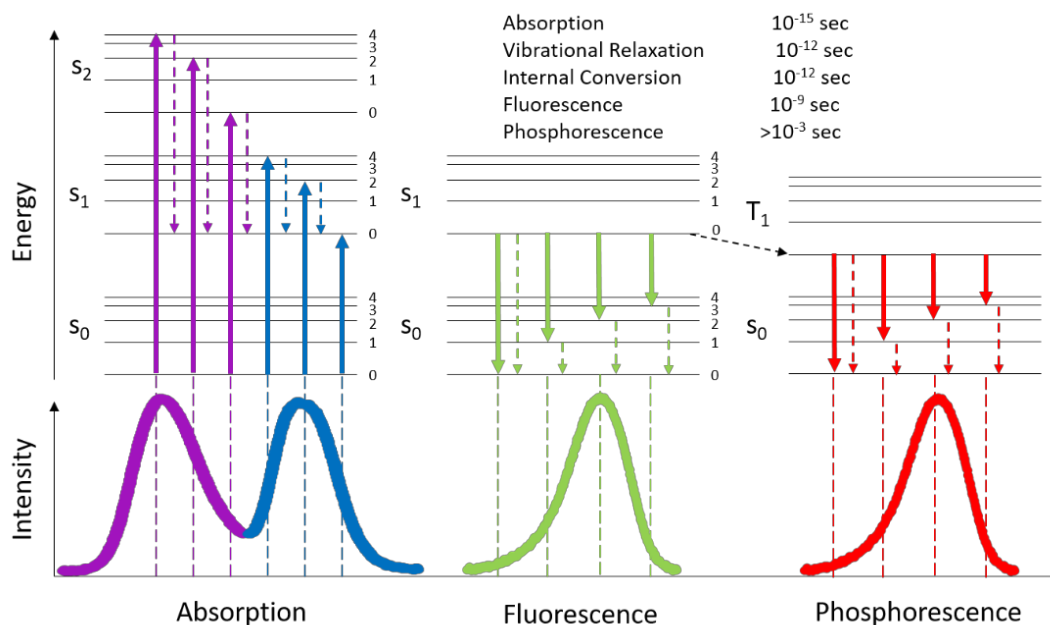 Absorption 10⁻¹⁵ sec
Vibrational Relaxation 10⁻¹² sec
Internal Conversion 10⁻¹² sec
Fluorescence 10⁻⁹ sec
Phosphorescence >10⁻³ sec
Energy
S₂
4
3
2
1
0
S₁
4
3
2
1
0
S₀
4
3
2
1
0
S₁
4
3
2
1
0
S₀
4
3
2
1
0
T₁
S₀
Intensity
Absorption
Fluorescence
Phosphorescence